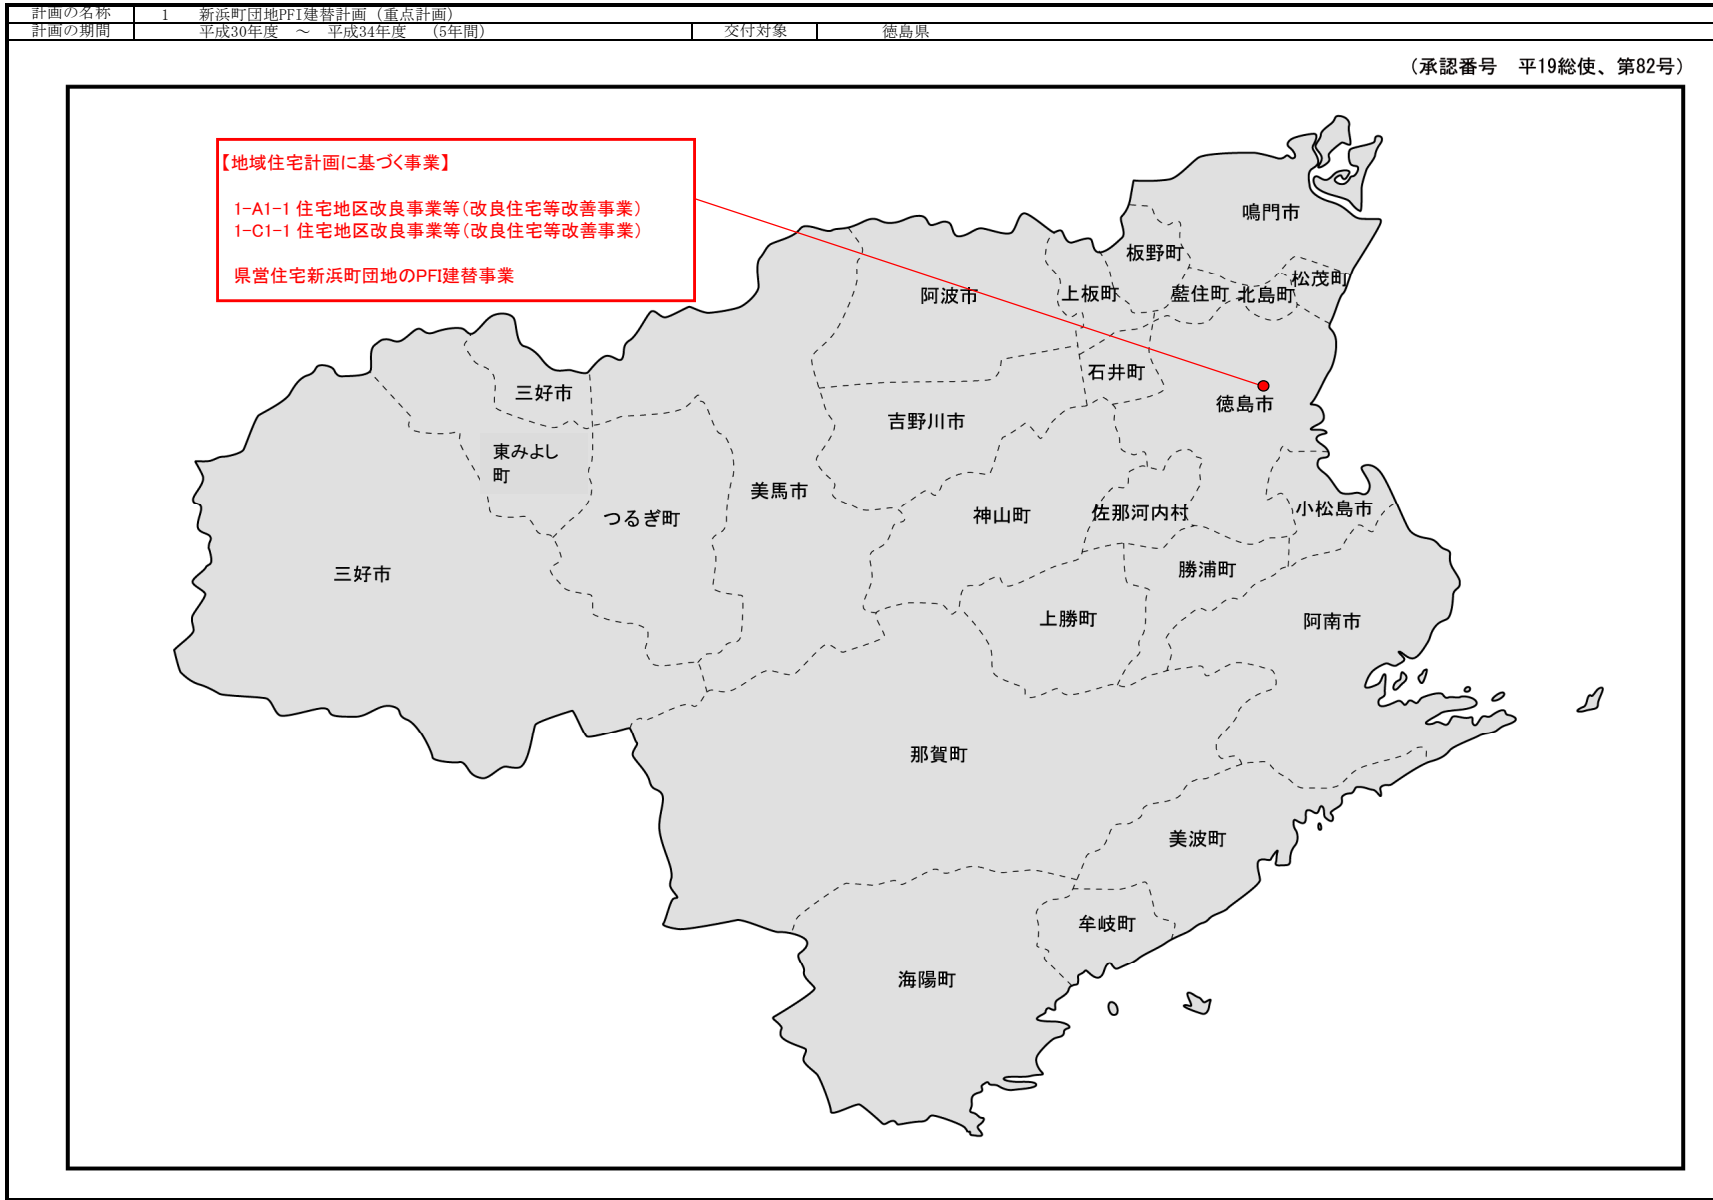 計画の名称 1 新浜町団地PFI建替計画（重点計画）
計画の期間 平成30年度 ～ 平成34年度 （5年間） 交付対象 徳島県
（承認番号 平19総使、第82号）
【地域住宅計画に基づく事業】
1-A1-1 住宅地区改良事業等（改良住宅等改善事業）
1-C1-1 住宅地区改良事業等（改良住宅等改善事業）
県営住宅新浜町団地のPFI建替事業
鳴門市
板野町
松茂町
上板町
藍住町
北島町
阿波市
石井町
三好市
徳島市
吉野川市
東みよし
町
美馬市
つるぎ町
神山町
佐那河内村
小松島市
三好市
勝浦町
上勝町
阿南市
那賀町
美波町
牟岐町
海陽町